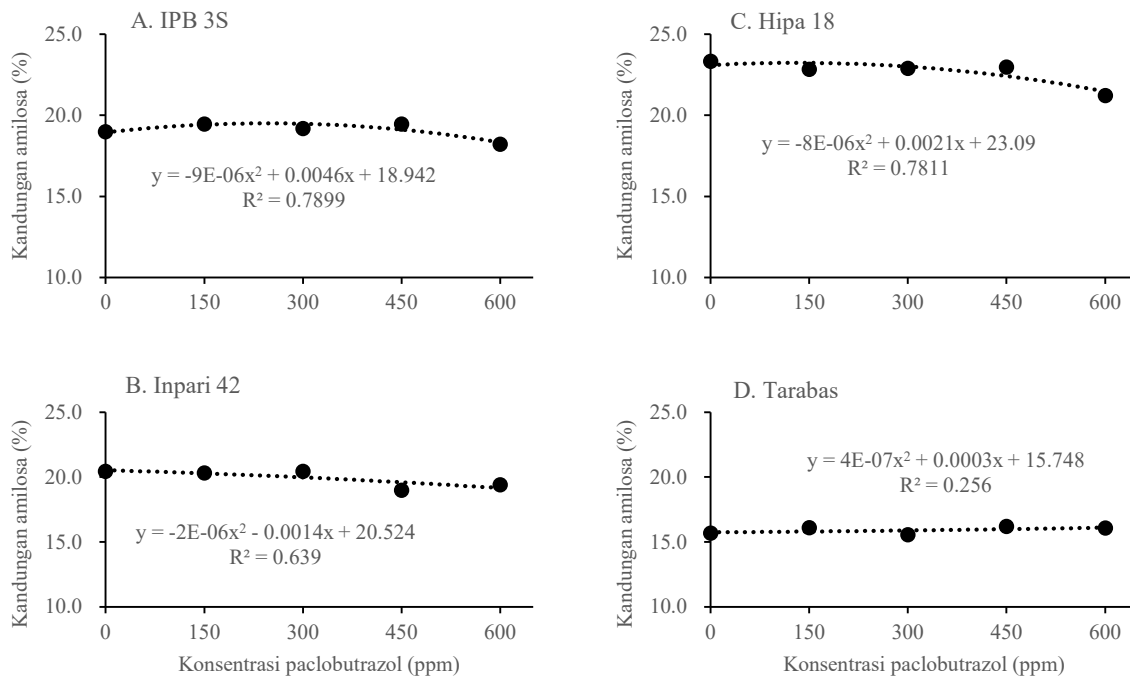 A. IPB 3S
Kandungan amilosa (%)
25.0
20.0
15.0
10.0
y = -9E-06x² + 0.0046x + 18.942
R² = 0.7899
0 150 300 450 600
B. Inpari 42
Kandungan amilosa (%)
25.0
20.0
15.0
10.0
y = -2E-06x² - 0.0014x + 20.524
R² = 0.639
0 150 300 450 600
Konsentrasi paclobutrazol (ppm)
C. Hipa 18
Kandungan amilosa (%)
25.0
20.0
15.0
10.0
y = -8E-06x² + 0.0021x + 23.09
R² = 0.7811
0 150 300 450 600
D. Tarabas
Kandungan amilosa (%)
25.0
20.0
15.0
10.0
y = 4E-07x² + 0.0003x + 15.748
R² = 0.256
0 150 300 450 600
Konsentrasi paclobutrazol (ppm)